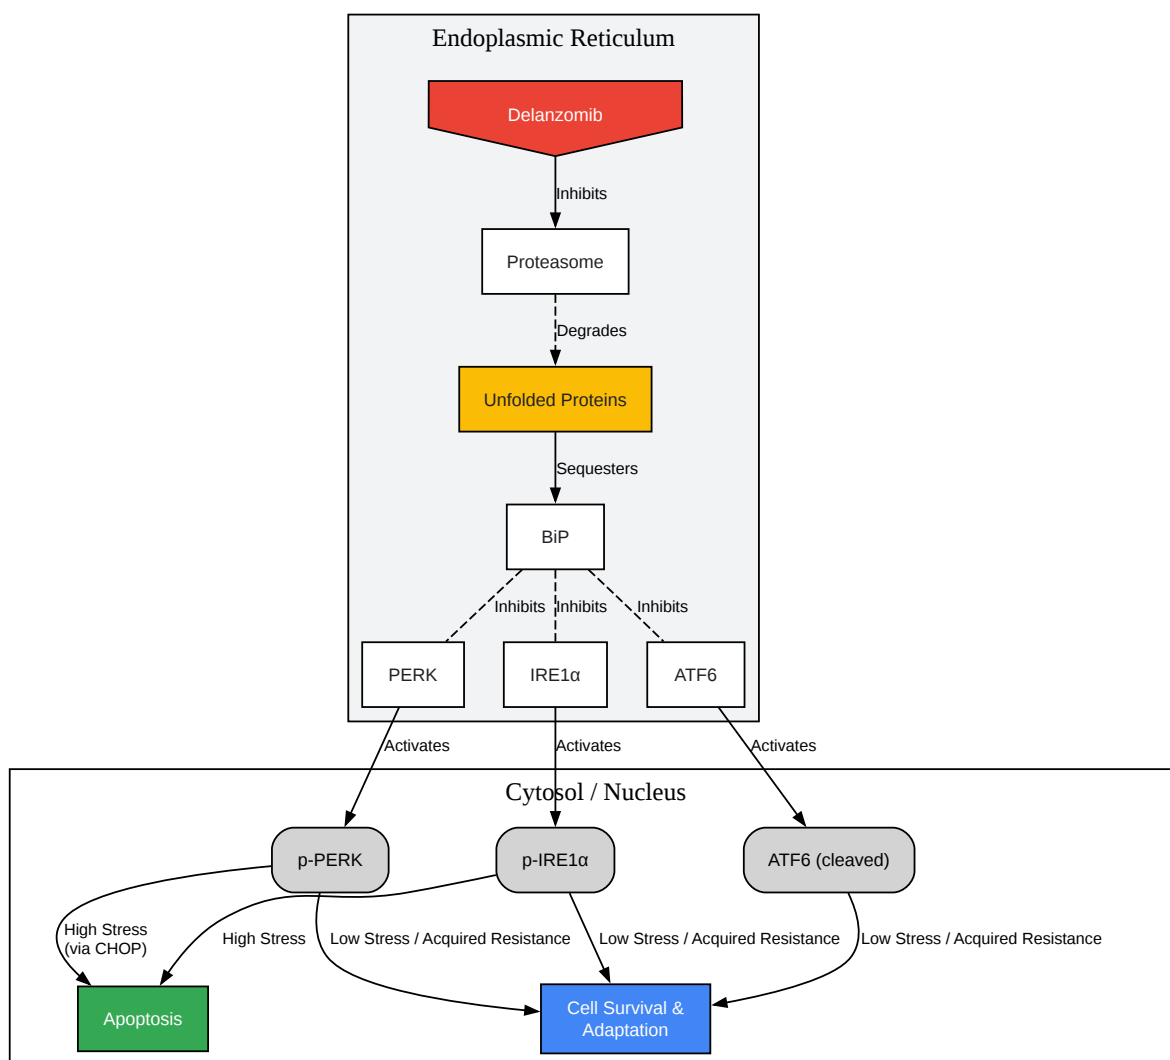 Endoplasmic Reticulum
Delanzomib
Inhibits
Proteasome
Degrades
Unfolded Proteins
Sequesters
BiP
Inhibits
Inhibits
Inhibits
PERK
IRE1α
ATF6
Activates
Activates
Activates
Cytosol / Nucleus
p-PERK
p-IRE1α
ATF6 (cleaved)
High Stress
(via CHOP)
High Stress
Low Stress / Acquired Resistance
Low Stress / Acquired Resistance
Low Stress / Acquired Resistance
Apoptosis
Cell Survival &
Adaptation